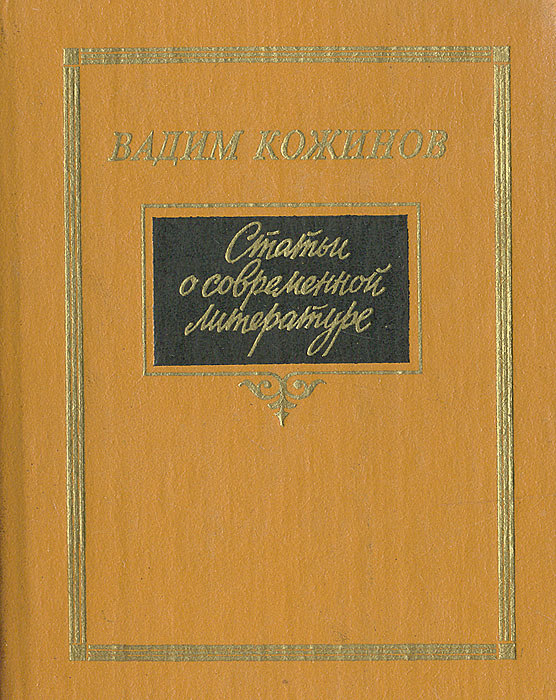 ВАДИМ КОЖИНОВ
Статьи
о современной
литературе